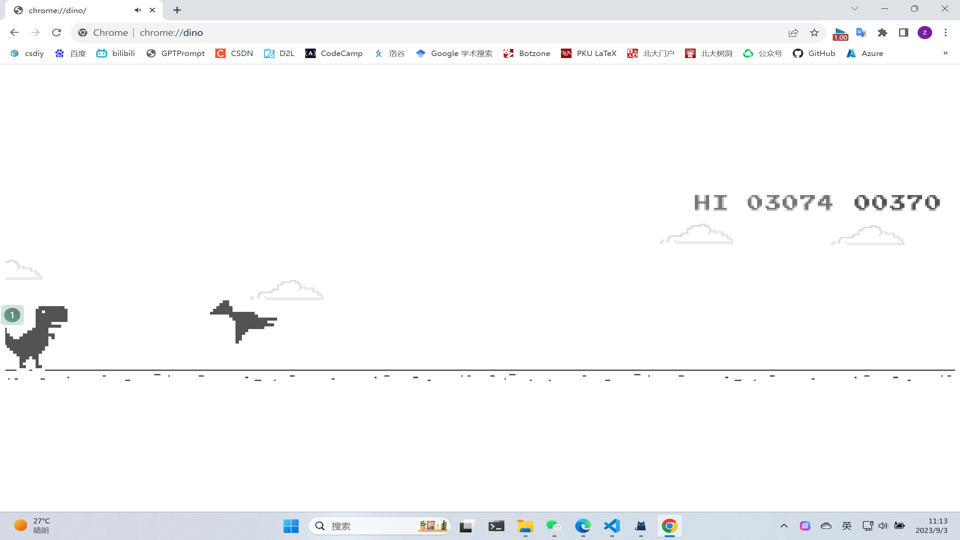 chrome://dino/
Chrome | chrome://dino
1.00
z
csdiy 百度 bilibili GPTPrompt CSDN D2L CodeCamp 洛谷 Google 学术搜索 Botzone PKU LaTeX 北大门户 北大树洞 公众号 GitHub Azure »
HI 03074 00370
1
27°C
晴朗
搜索
英
11:13
2023/9/3